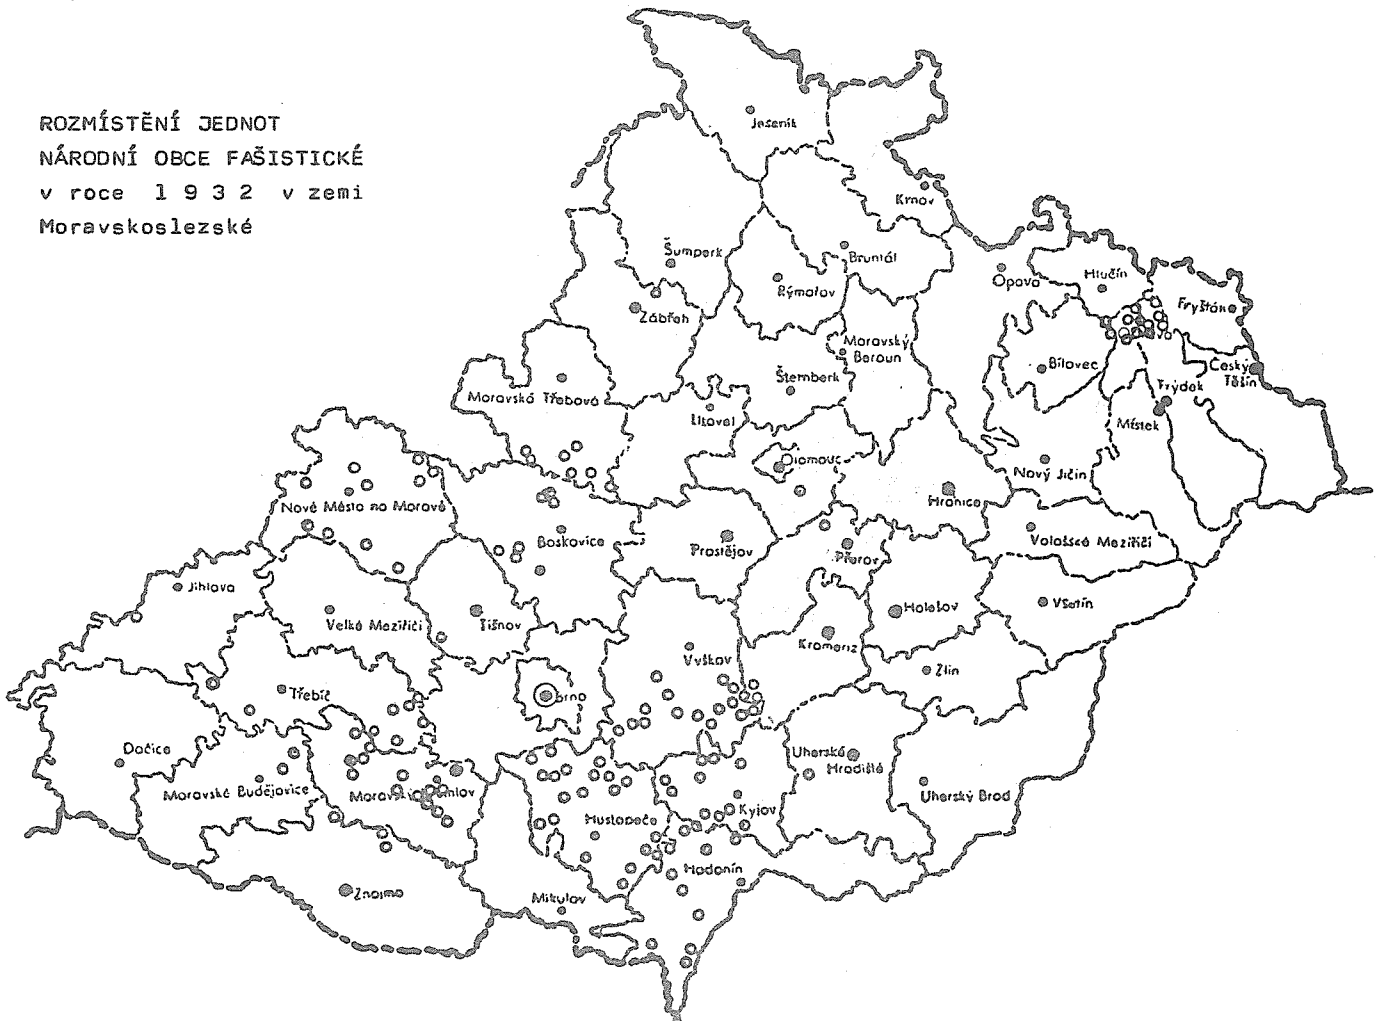 ROZMÍSTĚNÍ JEDNOT
NÁRODNÍ OBCE FAŠISTICKÉ
v roce 1 9 3 2 v zemi
Moravskoslezské
Jeseník
Krnov
Šumperk
Bruntál
Opava
Hlučín
Rýmařov
Fryšták
Zábřeh
Moravský
Beroun
Bílovec
Český
Těšín
Šternberk
Frýdek
Moravská Třebová
Litovel
Místek
Olomouc
Nový Jičín
Nové Město na Moravě
Hranice
Boskovice
Prostějov
Přerov
Valašské Meziříčí
Jihlava
Velké Meziříčí
Tišnov
Holešov
Vsetín
Vyškov
Kroměříž
Zlín
Třebíč
Dačice
Uherské
Hradiště
Moravské Budějovice
Uherský Brod
Kyjov
Hustopeče
Hodonín
Znojmo
Mikulov